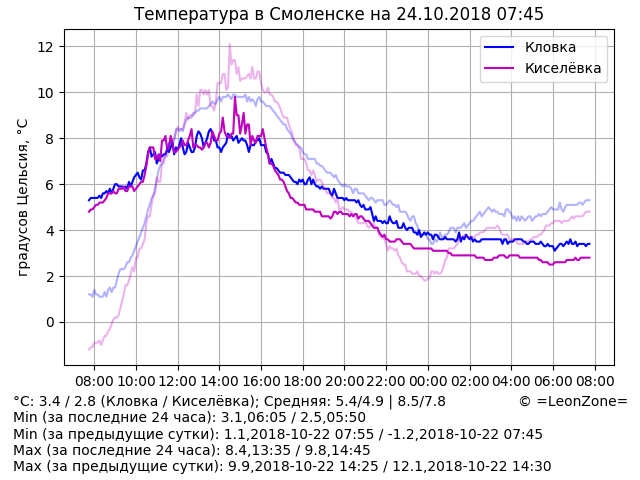 Температура в Смоленске на 24.10.2018 07:45
Кловка
Киселёвка
градусов Цельсия, °C
12
10
8
6
4
2
0
08:00 10:00 12:00 14:00 16:00 18:00 20:00 22:00 00:00 02:00 04:00 06:00 08:00
°C: 3.4 / 2.8 (Кловка / Киселёвка); Средняя: 5.4/4.9 | 8.5/7.8 © =LeonZone=
Min (за последние 24 часа): 3.1,06:05 / 2.5,05:50
Min (за предыдущие сутки): 1.1,2018-10-22 07:55 / -1.2,2018-10-22 07:45
Max (за последние 24 часа): 8.4,13:35 / 9.8,14:45
Max (за предыдущие сутки): 9.9,2018-10-22 14:25 / 12.1,2018-10-22 14:30